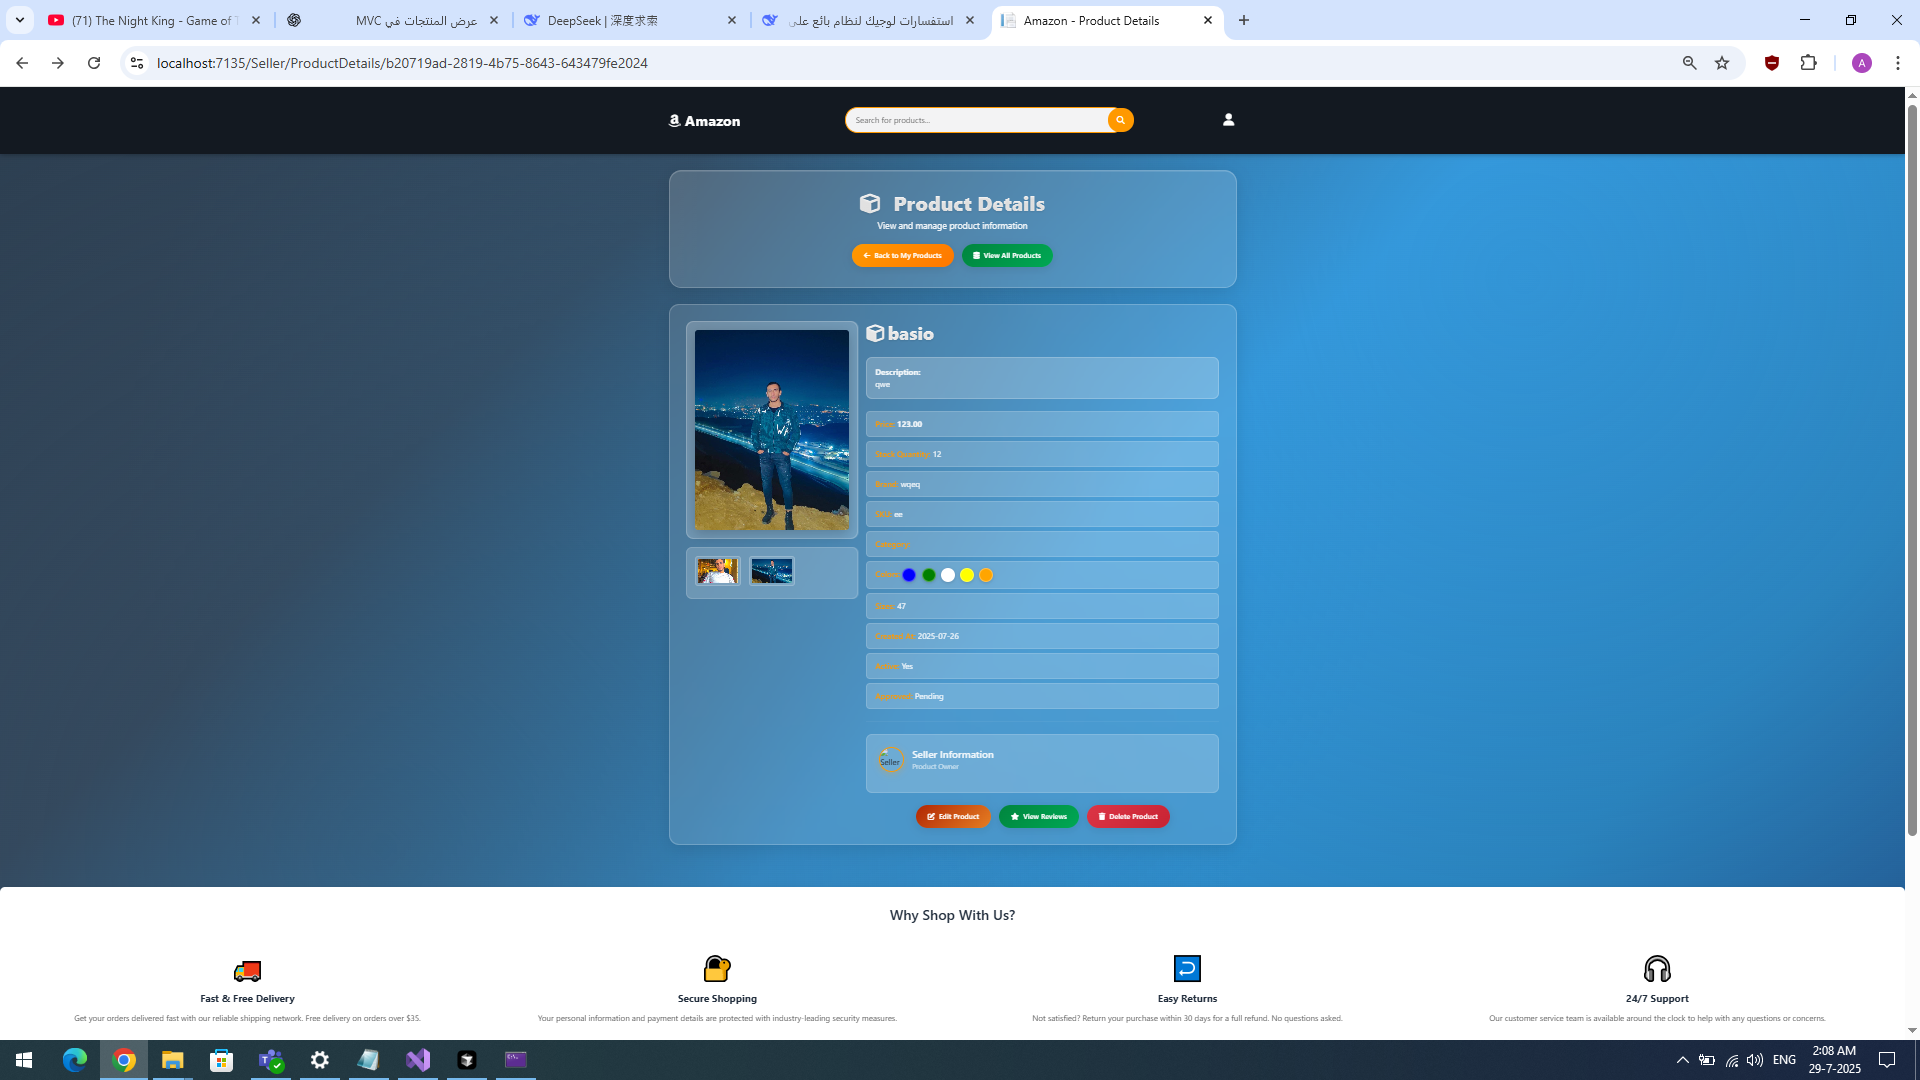 (71) The Night King - Game of T
عرض المنتجات في MVC
DeepSeek | 深度求索
استفسارات لوجيك لنظام بائع على
Amazon - Product Details
localhost:7135/Seller/ProductDetails/b20719ad-2819-4b75-8643-643479fe2024
A
Amazon
Search for products...
Product Details
View and manage product information
Back to My Products
View All Products
basio
Description:
qwe
Price: 123.00
Stock Quantity: 12
Brand: wqeq
SKU: ee
Category:
Colors:
Sizes: 47
Created At: 2025-07-26
Active: Yes
Approved: Pending
Seller
Seller Information
Product Owner
Edit Product
View Reviews
Delete Product
Why Shop With Us?
Fast & Free Delivery
Get your orders delivered fast with our reliable shipping network. Free delivery on orders over $35.
Secure Shopping
Your personal information and payment details are protected with industry-leading security measures.
Easy Returns
Not satisfied? Return your purchase within 30 days for a full refund. No questions asked.
24/7 Support
Our customer service team is available around the clock to help with any questions or concerns.
ENG
2:08 AM
29-7-2025